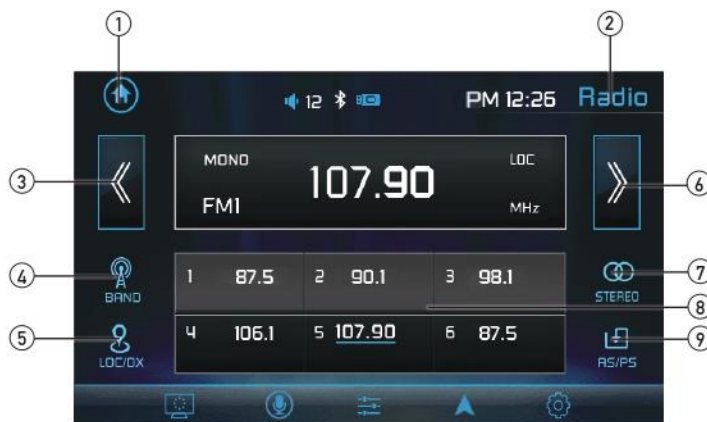 1 2
12 PM 12:26 Radio
MONO LOC
3 107.90 6
FM1 MHz
4 BAND 1 87.5 2 90.1 3 98.1 STEREO 7
8
5 LOC/DX 4 106.1 5 107.90 6 87.5 AS/PS 9